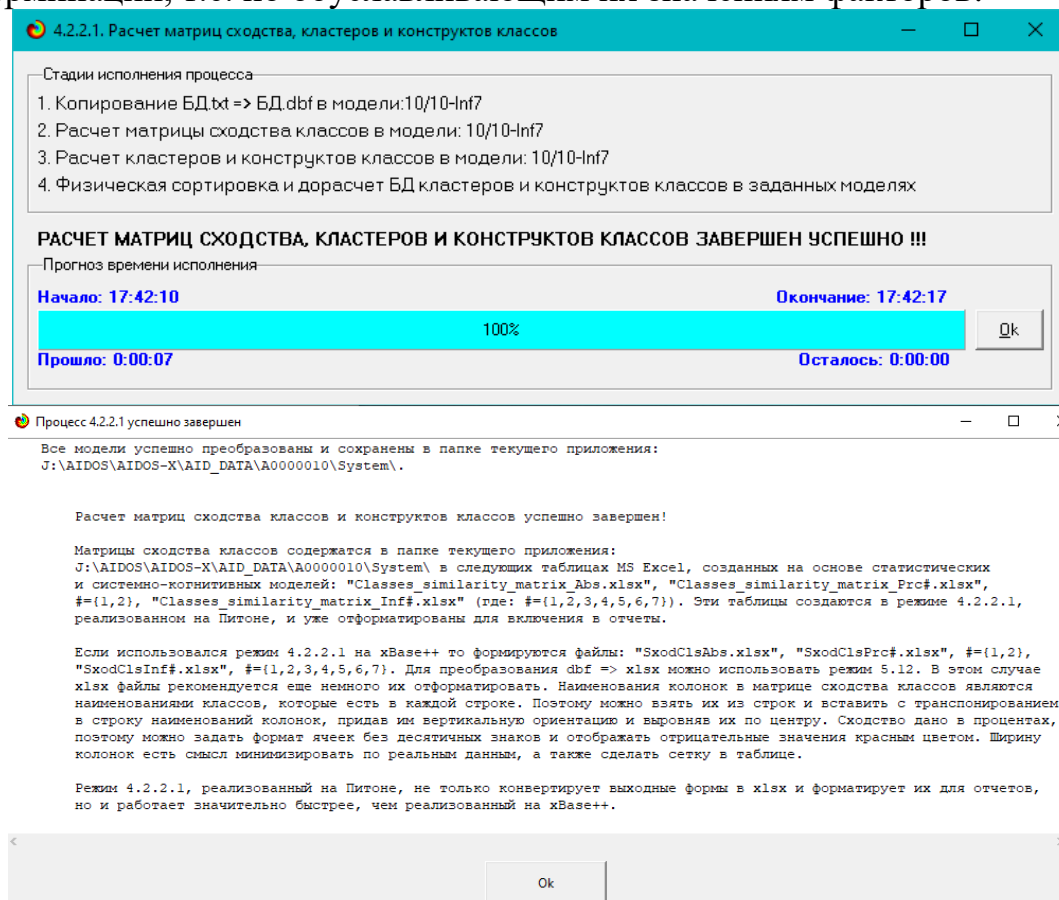 т.е. по обуславливающим их значениям факторов.
4.2.2.1. Расчет матриц сходства, кластеров и конструктов классов
Стадии исполнения процесса
1. Копирование БД.txt => БД.dbf в модели:10/10-Inf7
2. Расчет матрицы сходства классов в модели: 10/10-Inf7
3. Расчет кластеров и конструктов классов в модели: 10/10-Inf7
4. Физическая сортировка и дорасчет БД кластеров и конструктов классов в заданных моделях
РАСЧЕТ МАТРИЦ СХОДСТВА, КЛАСТЕРОВ И КОНСТРУКТОВ КЛАССОВ ЗАВЕРШЕН УСПЕШНО !!!
Прогноз времени исполнения
Начало: 17:42:10 Окончание: 17:42:17
100% Ok
Прошло: 0:00:07 Осталось: 0:00:00
Процесс 4.2.2.1 успешно завершен
Все модели успешно преобразованы и сохранены в папке текущего приложения:
J:\AIDOS\AIDOS-X\AID_DATA\A0000010\System\.
Расчет матриц сходства классов и конструктов классов успешно завершен!
Матрицы сходства классов содержатся в папке текущего приложения:
J:\AIDOS\AIDOS-X\AID_DATA\A0000010\System\ в следующих таблицах MS Excel, созданных на основе статистических
и системно-когнитивных моделей: "Classes_similarity_matrix_Abs.xlsx", "Classes_similarity_matrix_Prc#.xlsx",
#={1,2}, "Classes_similarity_matrix_Inf#.xlsx" (где: #={1,2,3,4,5,6,7}). Эти таблицы создаются в режиме 4.2.2.1,
реализованном на Питоне, и уже отформатированы для включения в отчеты.
Если использовался режим 4.2.2.1 на xBase++ то формируются файлы: "SxodClsAbs.xlsx", "SxodClsPrc#.xlsx", #={1,2},
"SxodClsInf#.xlsx", #={1,2,3,4,5,6,7}. Для преобразования dbf => xlsx можно использовать режим 5.12. В этом случае
xlsx файлы рекомендуется еще немного их отформатировать. Наименования колонок в матрице сходства классов являются
наименованиями классов, которые есть в каждой строке. Поэтому можно взять их из строк и вставить с транспонированием
в строку наименований колонок, придав им вертикальную ориентацию и выровняв их по центру. Сходство дано в процентах,
поэтому можно задать формат ячеек без десятичных знаков и отображать отрицательные значения красным цветом. Ширину
колонок есть смысл минимизировать по реальным данным, а также сделать сетку в таблице.
Режим 4.2.2.1, реализованный на Питоне, не только конвертирует выходные формы в xlsx и форматирует их для отчетов,
но и работает значительно быстрее, чем реализованный на xBase++.
Ok